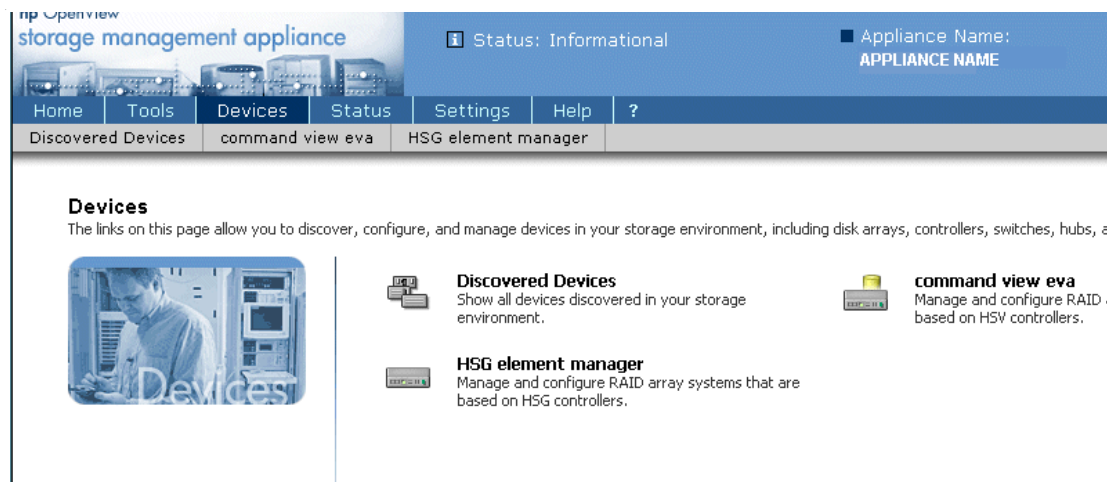 hp OpenView
storage management appliance
Status: Informational
Appliance Name:
APPLIANCE NAME
Home Tools Devices Status Settings Help ?
Discovered Devices command view eva HSG element manager
Devices
The links on this page allow you to discover, configure, and manage devices in your storage environment, including disk arrays, controllers, switches, hubs, a
Devices
Discovered Devices
Show all devices discovered in your storage
environment.
command view eva
Manage and configure RAID
based on HSV controllers.
HSG element manager
Manage and configure RAID array systems that are
based on HSG controllers.